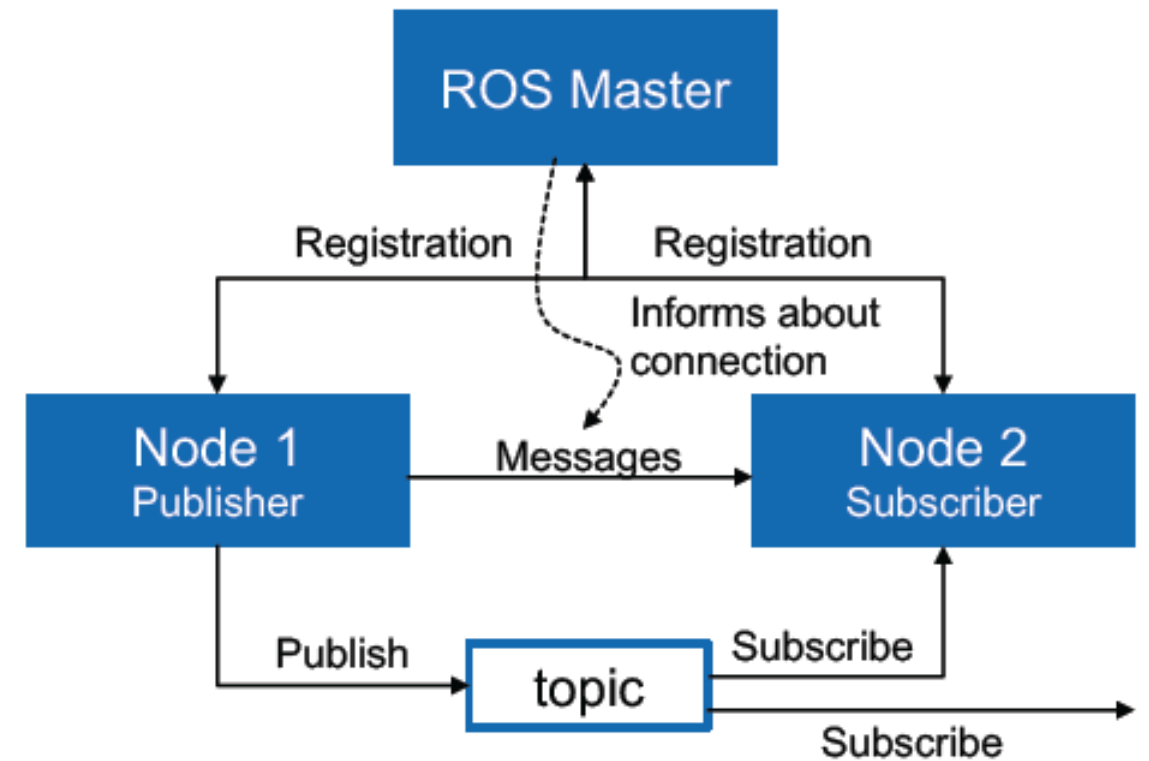 ROS Master
Registration
Registration
Informs about
connection
Node 1
Publisher
Messages
Node 2
Subscriber
Publish
topic
Subscribe
Subscribe